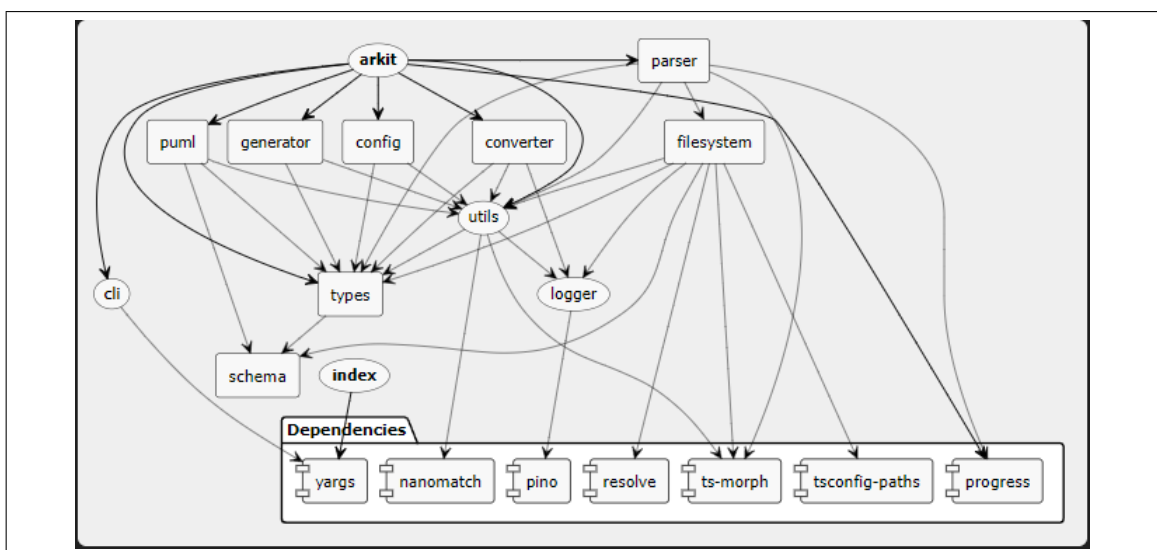 arkit
parser
puml
generator
config
converter
filesystem
utils
cli
types
logger
schema
index
Dependencies
yargs
nanomatch
pino
resolve
ts-morph
tsconfig-paths
progress